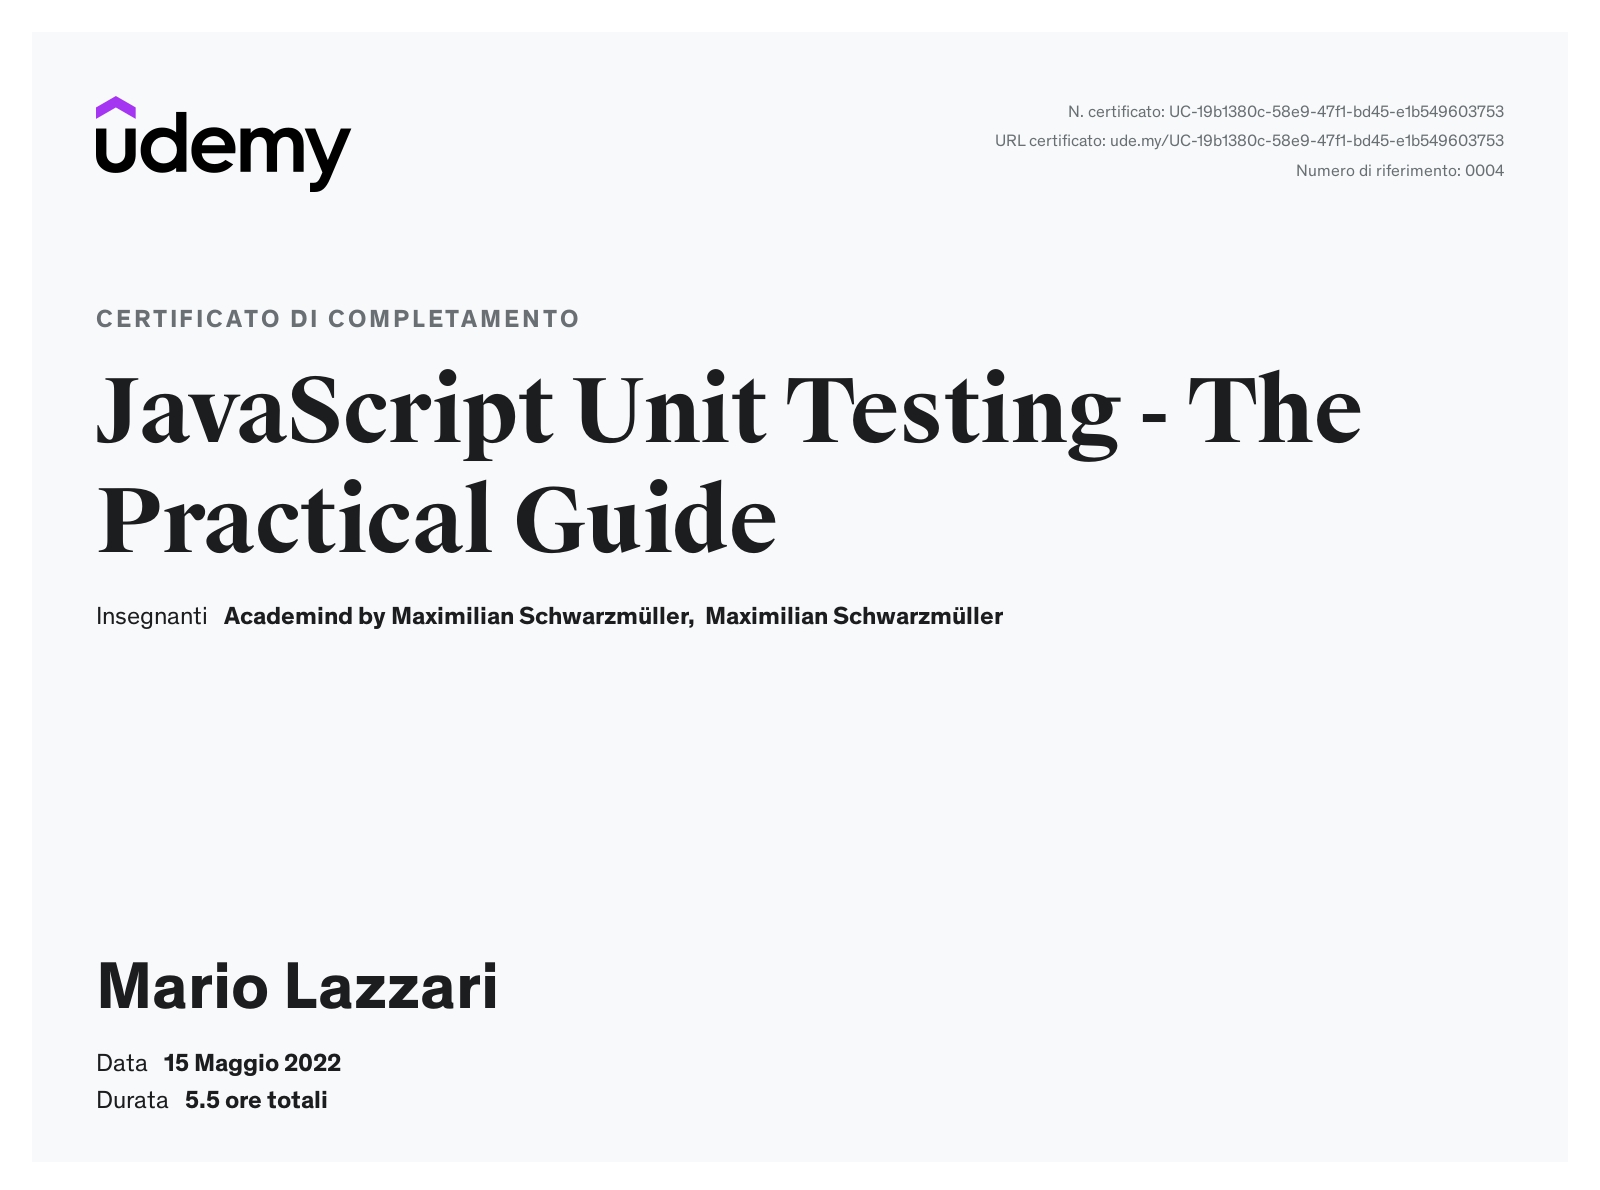 udemy
N. certificato: UC-19b1380c-58e9-47f1-bd45-e1b549603753
URL certificato: ude.my/UC-19b1380c-58e9-47f1-bd45-e1b549603753
Numero di riferimento: 0004
CERTIFICATO DI COMPLETAMENTO
JavaScript Unit Testing - The
Practical Guide
Insegnanti Academind by Maximilian Schwarzmüller, Maximilian Schwarzmüller
Mario Lazzari
Data 15 Maggio 2022
Durata 5.5 ore totali